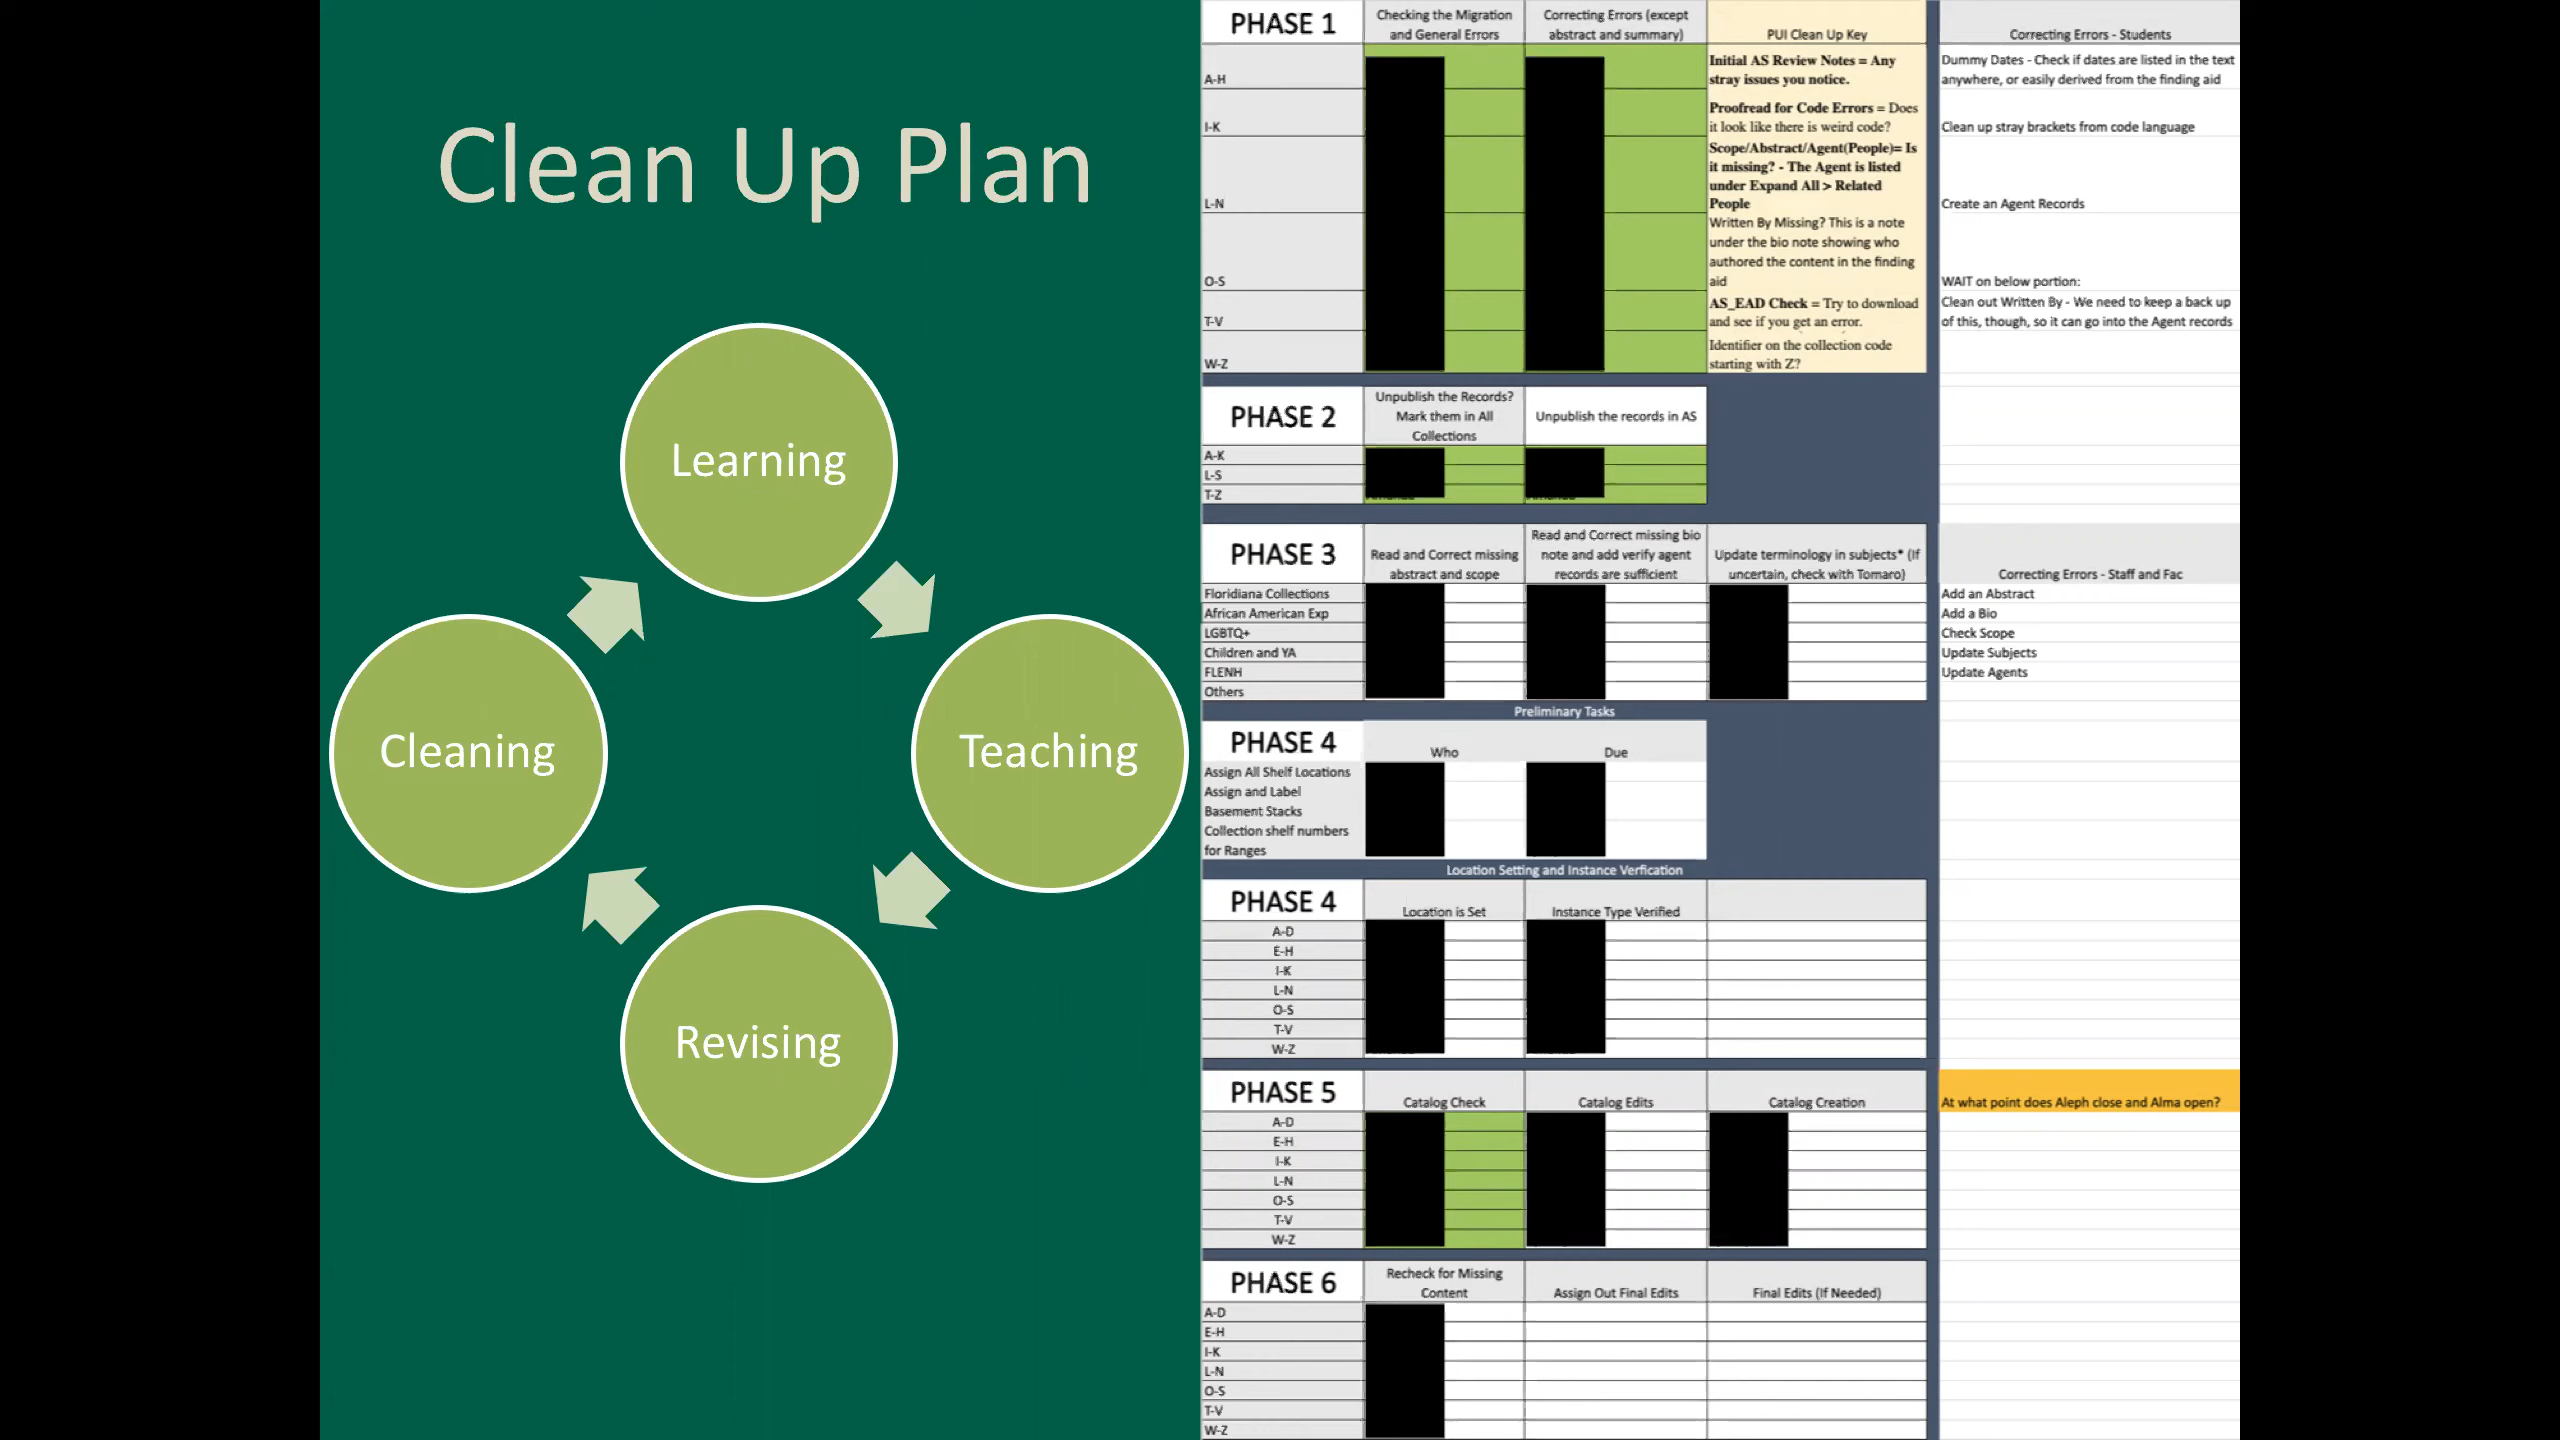 Clean Up Plan
Learning
Teaching
Revising
Cleaning
PHASE 1
Checking the Migration
and General Errors
Correcting Errors (except
abstract and summary)
PUI Clean Up Key
Correcting Errors - Students
A-H
I-K
L-N
O-S
T-V
W-Z
Initial AS Review Notes = Any
stray issues you notice.
Proofread for Code Errors = Does
it look like there is weird code?
Scope/Abstract/Agent(People)= Is
it missing? - The Agent is listed
under Expand All > Related
People
Written By Missing? This is a note
under the bio note showing who
authored the content in the finding
aid
AS_EAD Check = Try to download
and see if you get an error.
Identifier on the collection code
starting with Z?
Dummy Dates - Check if dates are listed in the text
anywhere, or easily derived from the finding aid
Clean up stray brackets from code language
Create an Agent Records
WAIT on below portion:
Clean out Written By - We need to keep a back up
of this, though, so it can go into the Agent records
PHASE 2
Unpublish the Records?
Mark them in All
Collections
Unpublish the records in AS
A-K
L-S
T-Z
PHASE 3
Read and Correct missing
abstract and scope
Read and Correct missing bio
note and add verify agent
records are sufficient
Update terminology in subjects* (If
uncertain, check with Tomaro)
Correcting Errors - Staff and Fac
Floridiana Collections
African American Exp
LGBTQ+
Children and YA
FLENH
Others
Add an Abstract
Add a Bio
Check Scope
Update Subjects
Update Agents
Preliminary Tasks
PHASE 4
Who
Due
Assign All Shelf Locations
Assign and Label
Basement Stacks
Collection shelf numbers
for Ranges
Location Setting and Instance Verfication
PHASE 4
Location is Set
Instance Type Verified
A-D
E-H
I-K
L-N
O-S
T-V
W-Z
PHASE 5
Catalog Check
Catalog Edits
Catalog Creation
At what point does Aleph close and Alma open?
A-D
E-H
I-K
L-N
O-S
T-V
W-Z
PHASE 6
Recheck for Missing
Content
Assign Out Final Edits
Final Edits (If Needed)
A-D
E-H
I-K
L-N
O-S
T-V
W-Z